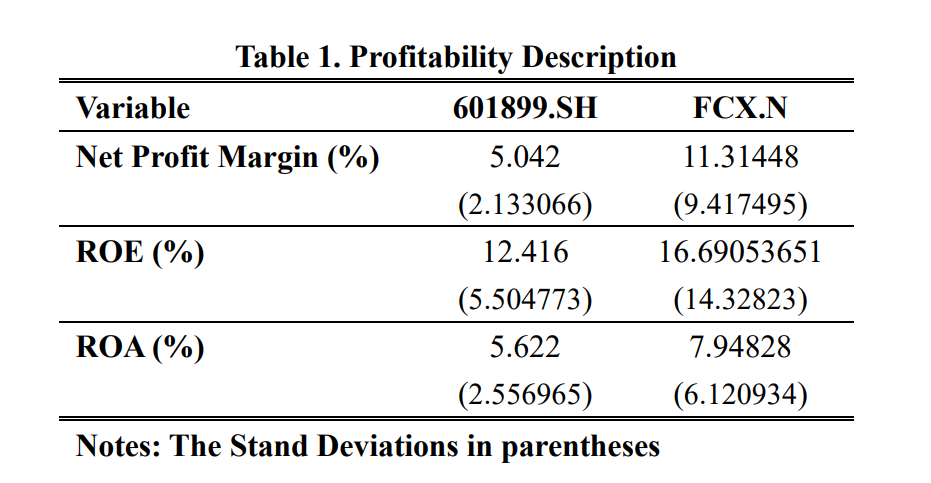 Table 1. Profitability Description
Variable 601899.SH FCX.N
Net Profit Margin (%) 5.042 11.31448
(2.133066) (9.417495)
ROE (%) 12.416 16.69053651
(5.504773) (14.32823)
ROA (%) 5.622 7.94828
(2.556965) (6.120934)
Notes: The Stand Deviations in parentheses